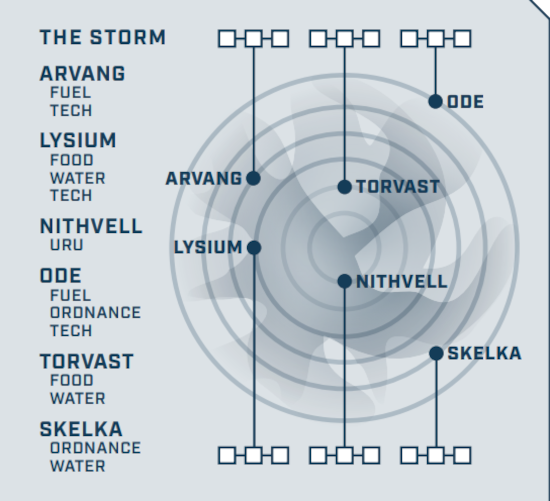 THE STORM
ARVANG
FUEL
TECH
LYSIUM
FOOD
WATER
TECH
NITHVELL
URU
ODE
FUEL
ORDNANCE
TECH
TORVAST
FOOD
WATER
SKELKA
ORDNANCE
WATER
ODE
ARVANG
TORVAST
LYSIUM
NITHVELL
SKELKA